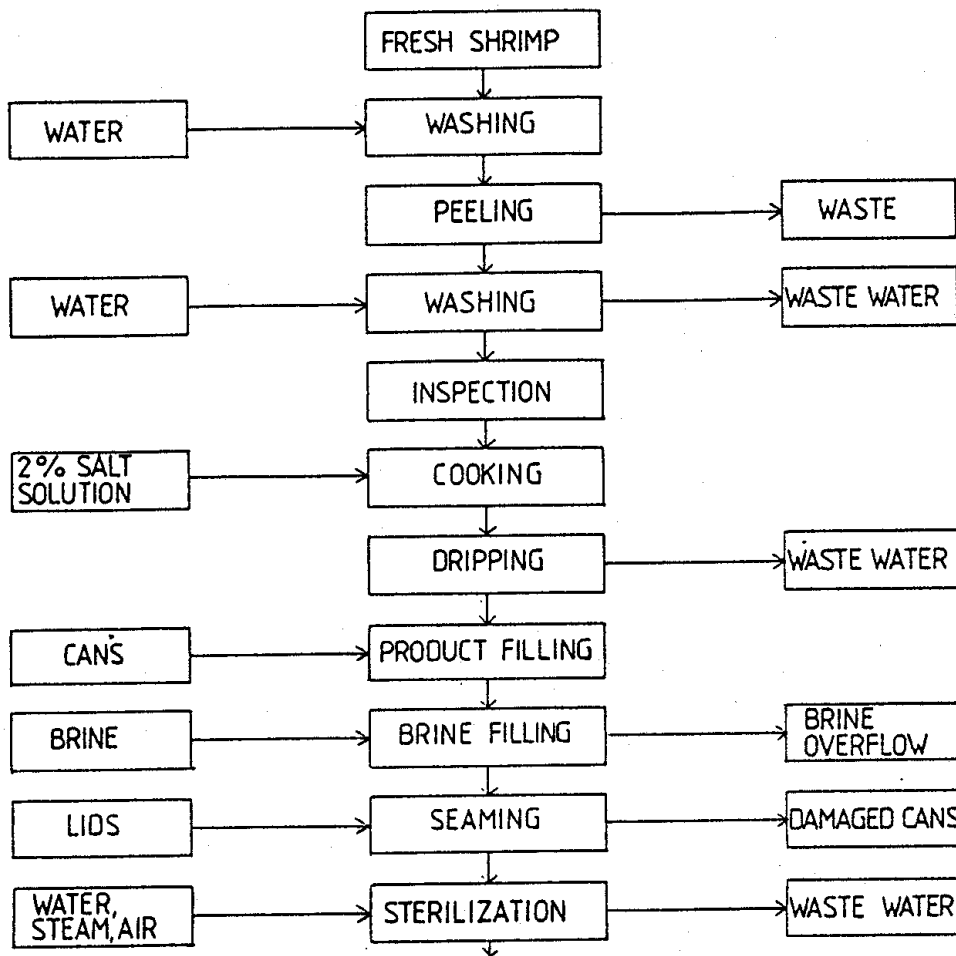 FRESH SHRIMP
WATER
WASHING
PEELING
WASTE
WATER
WASHING
WASTE WATER
INSPECTION
2% SALT
SOLUTION
COOKING
DRIPPING
WASTE WATER
CAN'S
PRODUCT FILLING
BRINE
BRINE FILLING
BRINE
OVERFLOW
LIDS
SEAMING
DAMAGED CANS
WATER,
STEAM, AIR
STERILIZATION
WASTE WATER